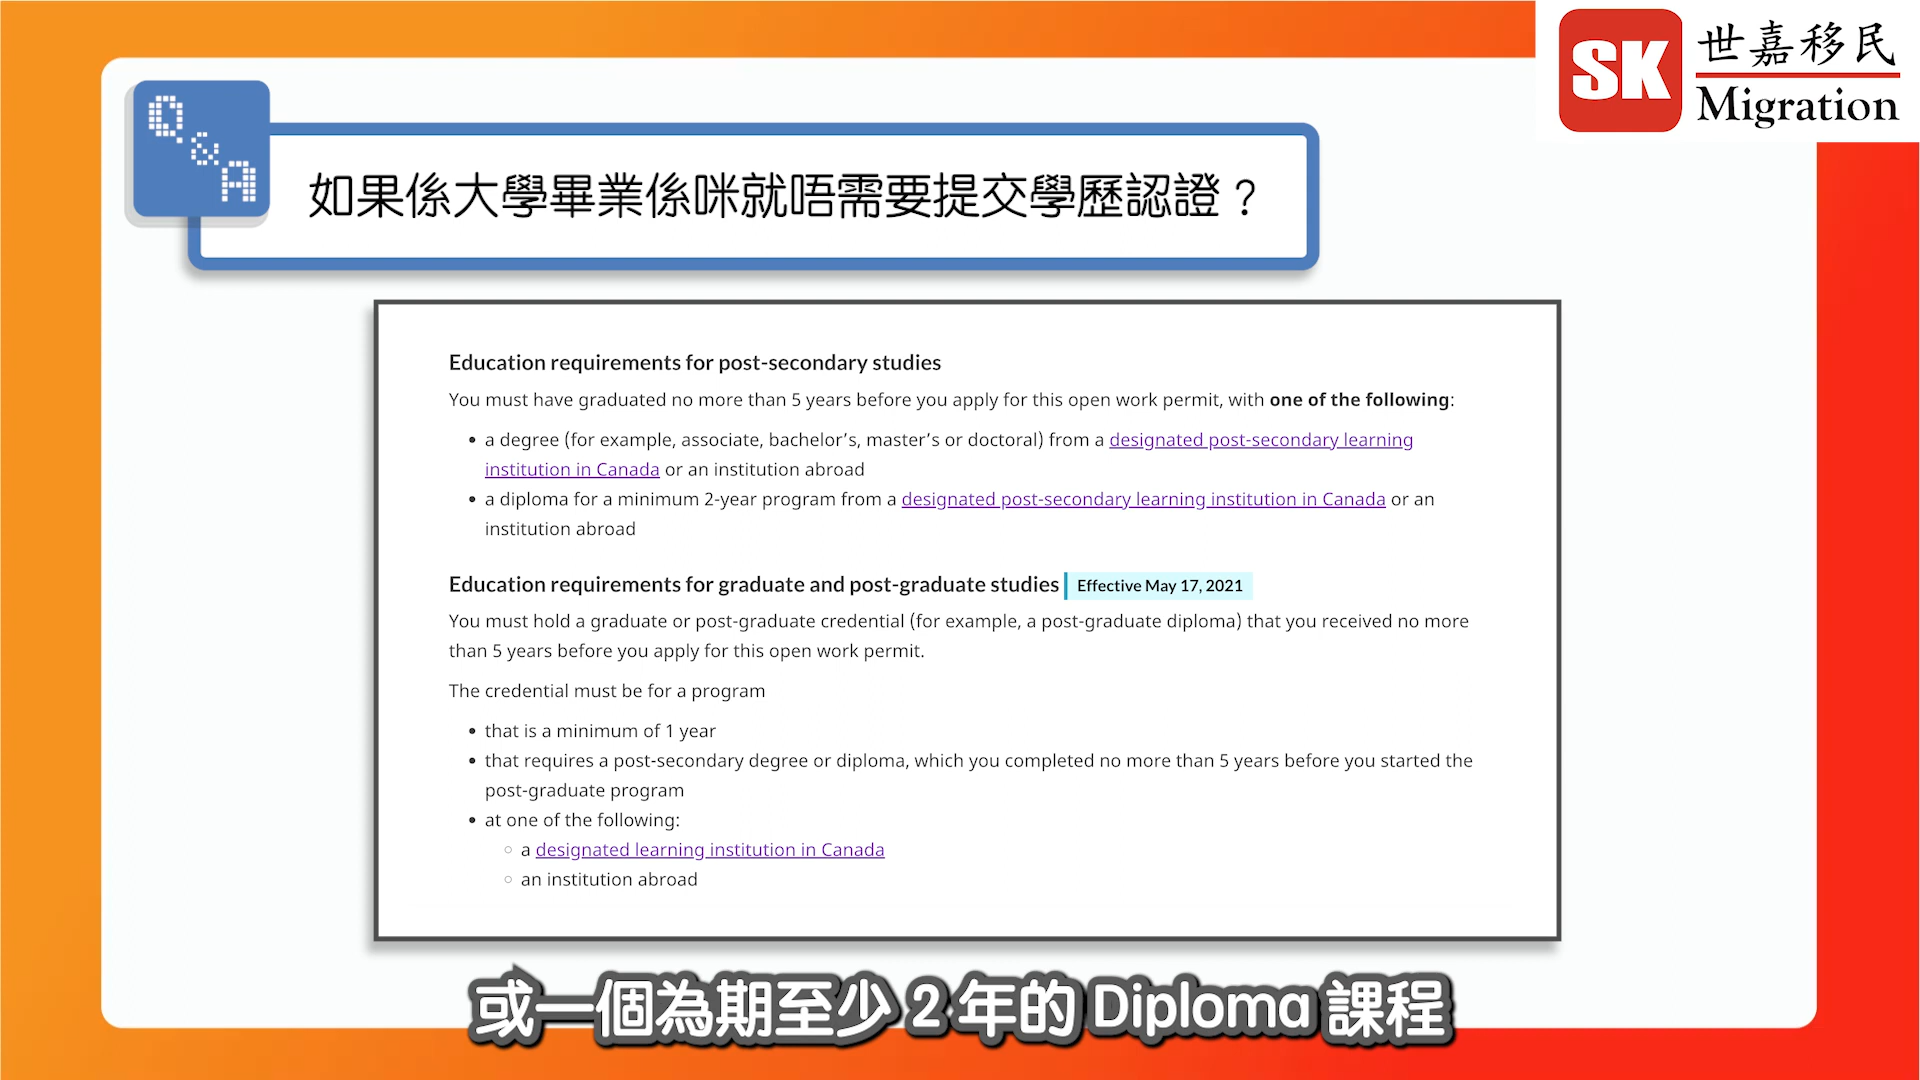 SK 世嘉移民
Migration
Q & A
如果係大學畢業係咪就唔需要提交學歷認證？
Education requirements for post-secondary studies
You must have graduated no more than 5 years before you apply for this open work permit, with one of the following:
• a degree (for example, associate, bachelor’s, master’s or doctoral) from a designated post-secondary learning
institution in Canada or an institution abroad
• a diploma for a minimum 2-year program from a designated post-secondary learning institution in Canada or an
institution abroad
Education requirements for graduate and post-graduate studies Effective May 17, 2021
You must hold a graduate or post-graduate credential (for example, a post-graduate diploma) that you received no more
than 5 years before you apply for this open work permit.
The credential must be for a program
• that is a minimum of 1 year
• that requires a post-secondary degree or diploma, which you completed no more than 5 years before you started the
post-graduate program
• at one of the following:
○ a designated learning institution in Canada
○ an institution abroad
或一個為期至少 2 年的 Diploma 課程